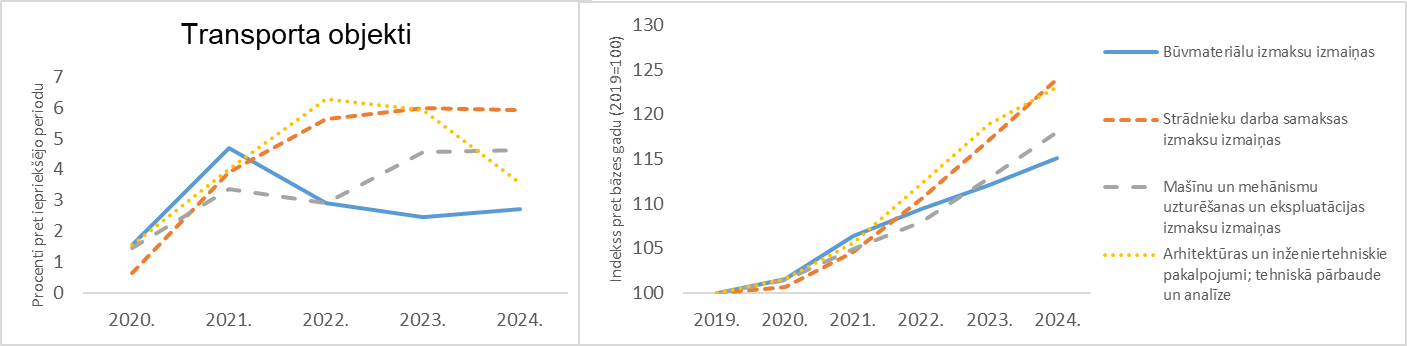 Transporta objekti
Procenti pret iepriekšējo periodu
7
6
5
4
3
2
1
0
2020. 2021. 2022. 2023. 2024.
Indekss pret bāzes gadu (2019=100)
130
125
120
115
110
105
100
2019. 2020. 2021. 2022. 2023. 2024.
Būvmateriālu izmaksu izmaiņas
Strādnieku darba samaksas
izmaksu izmaiņas
Mašīnu un mehānismu
uzturēšanas un ekspluatācijas
izmaksu izmaiņas
Arhitektūras un inženiertehniskie
pakalpojumi; tehniskā pārbaude
un analīze